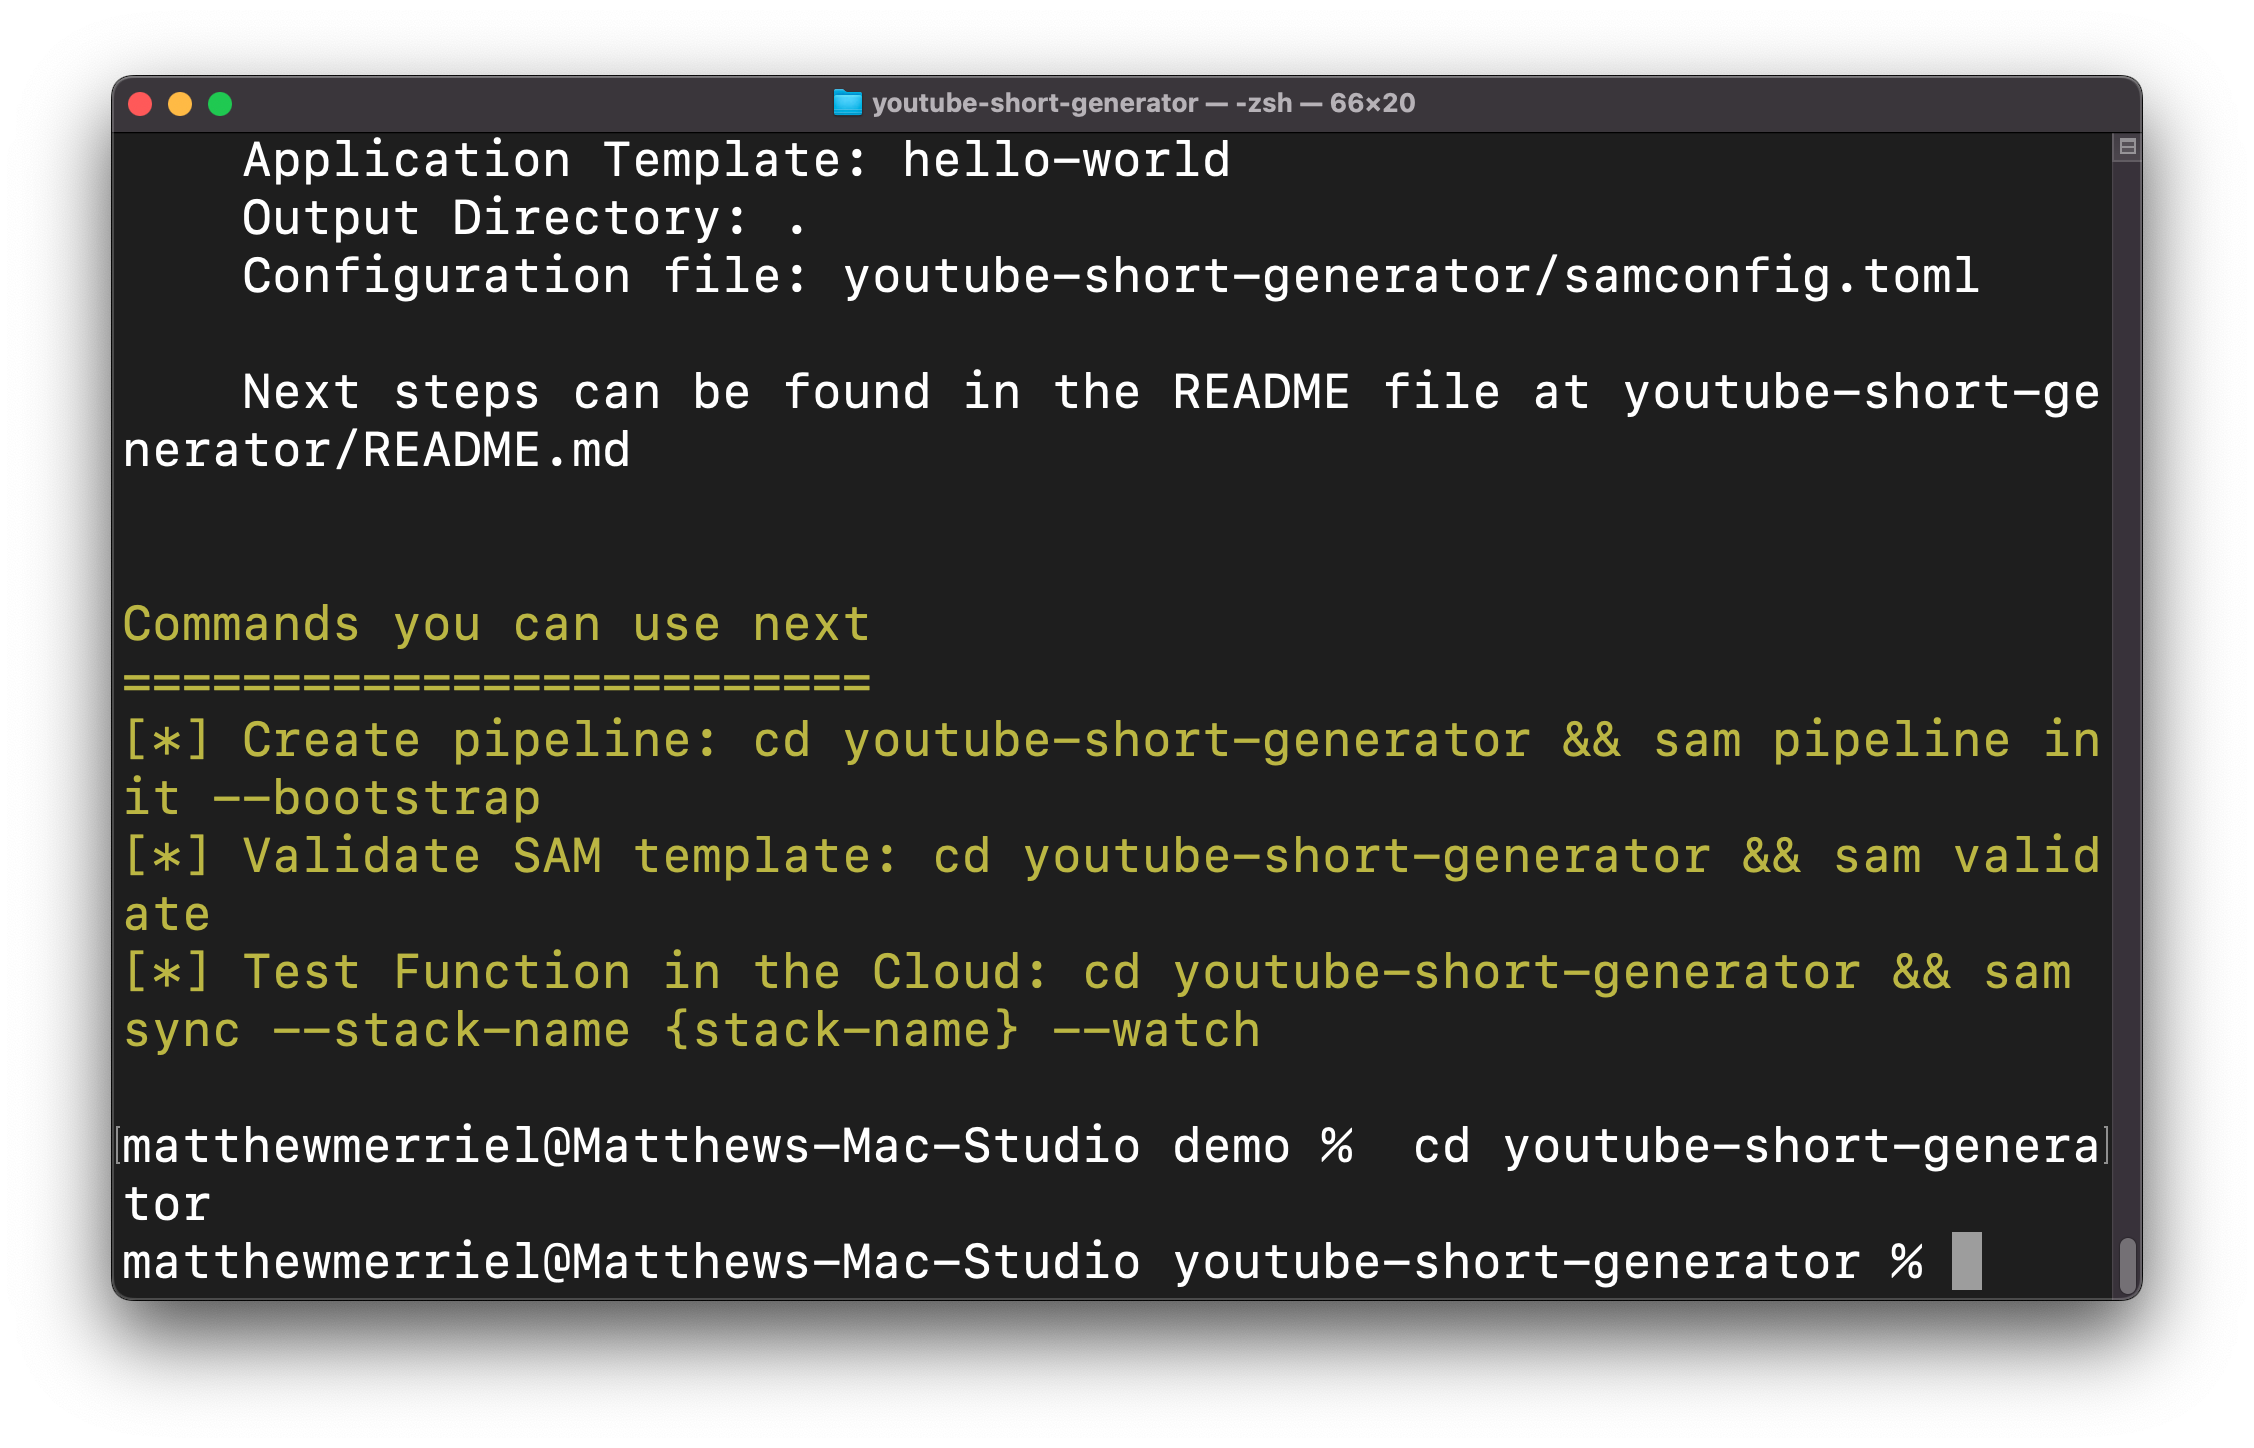 youtube-short-generator — -zsh — 66×20
Application Template: hello-world
Output Directory: .
Configuration file: youtube-short-generator/samconfig.toml
Next steps can be found in the README file at youtube-short-ge
nerator/README.md
Commands you can use next
=========================
[*] Create pipeline: cd youtube-short-generator && sam pipeline in
it --bootstrap
[*] Validate SAM template: cd youtube-short-generator && sam valid
ate
[*] Test Function in the Cloud: cd youtube-short-generator && sam
sync --stack-name {stack-name} --watch
matthewmerriel@Matthews-Mac-Studio demo %  cd youtube-short-genera
tor
matthewmerriel@Matthews-Mac-Studio youtube-short-generator %